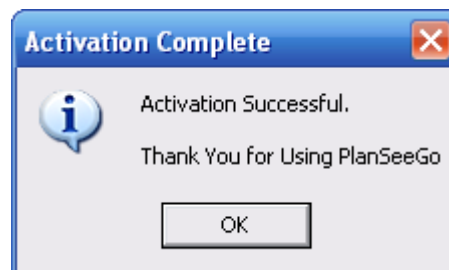 Activation Complete
Activation Successful.
Thank You for Using PlanSeeGo
OK